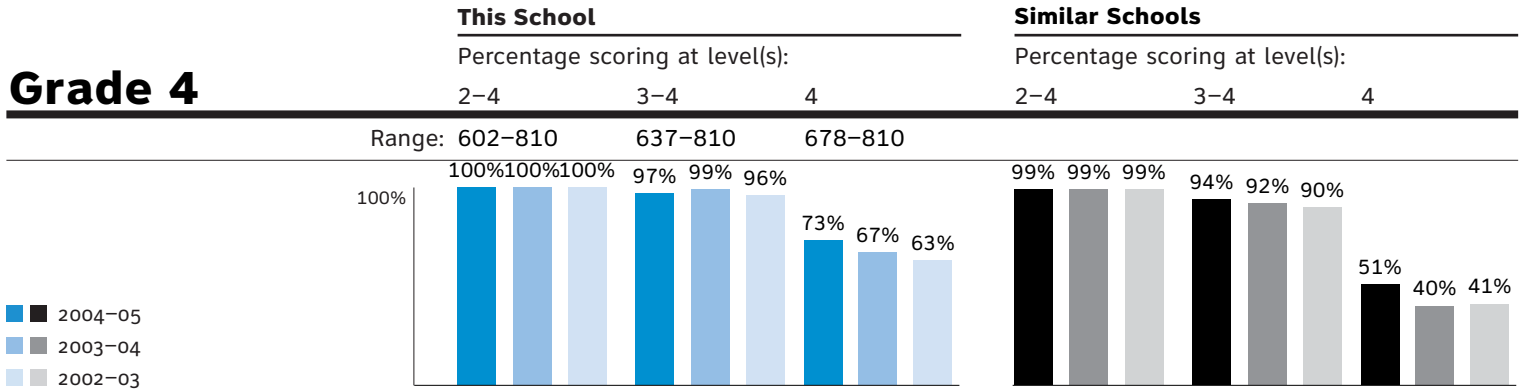 This School Similar Schools
Percentage scoring at level(s): Percentage scoring at level(s):
Grade 4 2–4 3–4 4 2–4 3–4 4
Range: 602–810 637–810 678–810
100% 100% 100% 97% 99% 96% 73% 67% 63% 99% 99% 99% 94% 92% 90% 51% 40% 41%
100%
2004–05
2003–04
2002–03